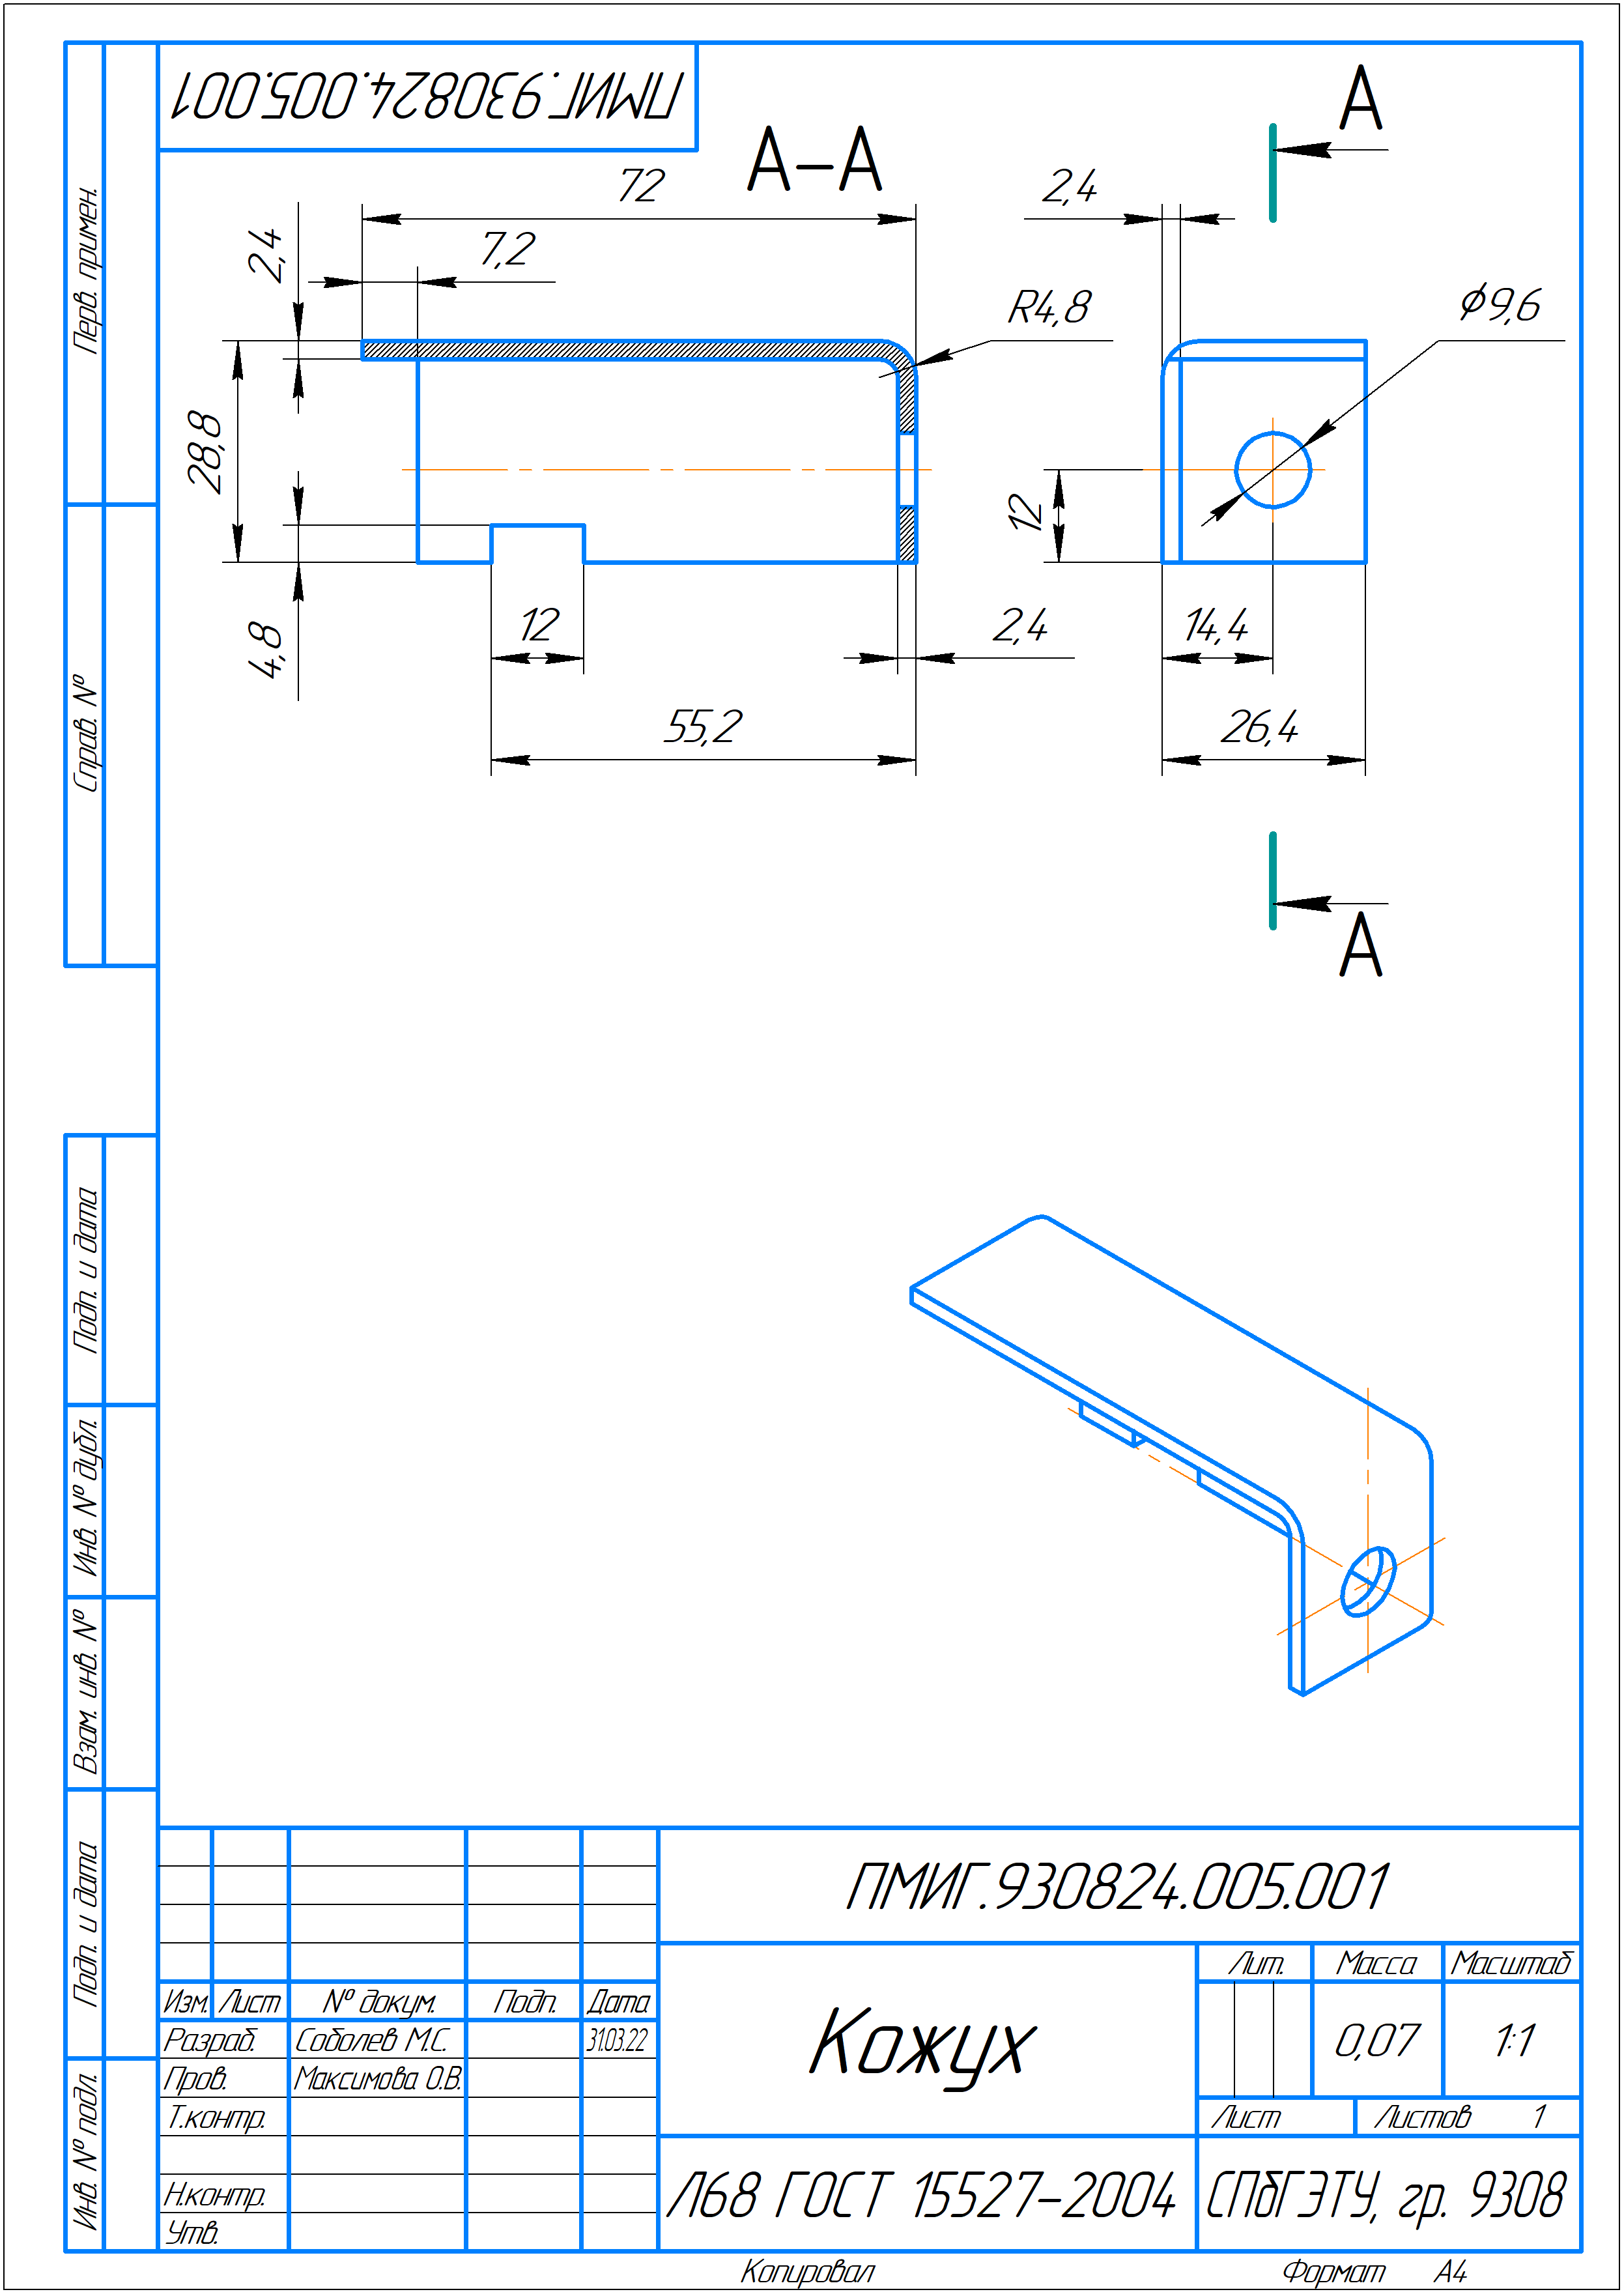 ПМИГ.930824.005.001
А
А-А
72
2,4
7,2
2,4
R4,8
⌀9,6
28,8
12
4,8
12
2,4
14,4
55,2
26,4
А
Перв. примен.
Справ. №
Подп. и дата
Инв. № дубл.
Взам. инв. №
Подп. и дата
Инв. № подл.
ПМИГ.930824.005.001
Лит. Масса Масштаб
Изм. Лист № докум. Подп. Дата
Разраб. Соболев М.С. 31.03.22
Пров. Максимова О.В.
Т.контр.
Н.контр.
Утв.
Кожух
0,07 1:1
Лист Листов 1
Л68 ГОСТ 15527-2004
СПбГЭТУ, гр. 9308
Копировал Формат А4